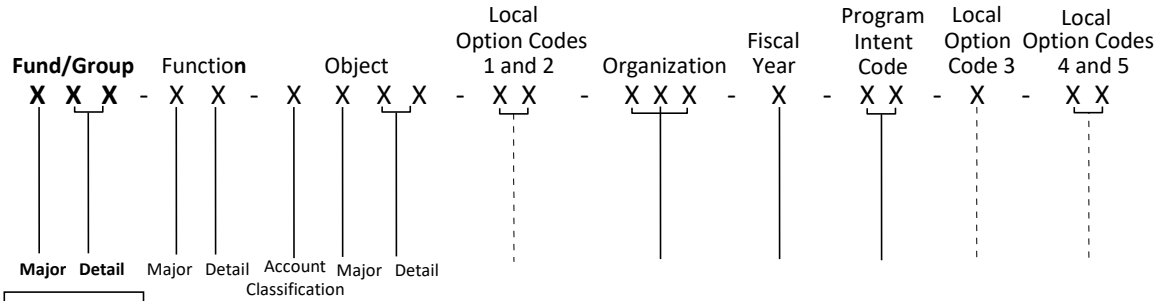 Local Program Local Local
Option Codes Fiscal Intent Option Option Codes
Fund/Group Function Object 1 and 2 Organization Year Code Code 3 4 and 5
X X X - X X - X X X X - X X - X X X - X - X X - X - X X
Major Detail Major Detail Account Major Detail
Classification